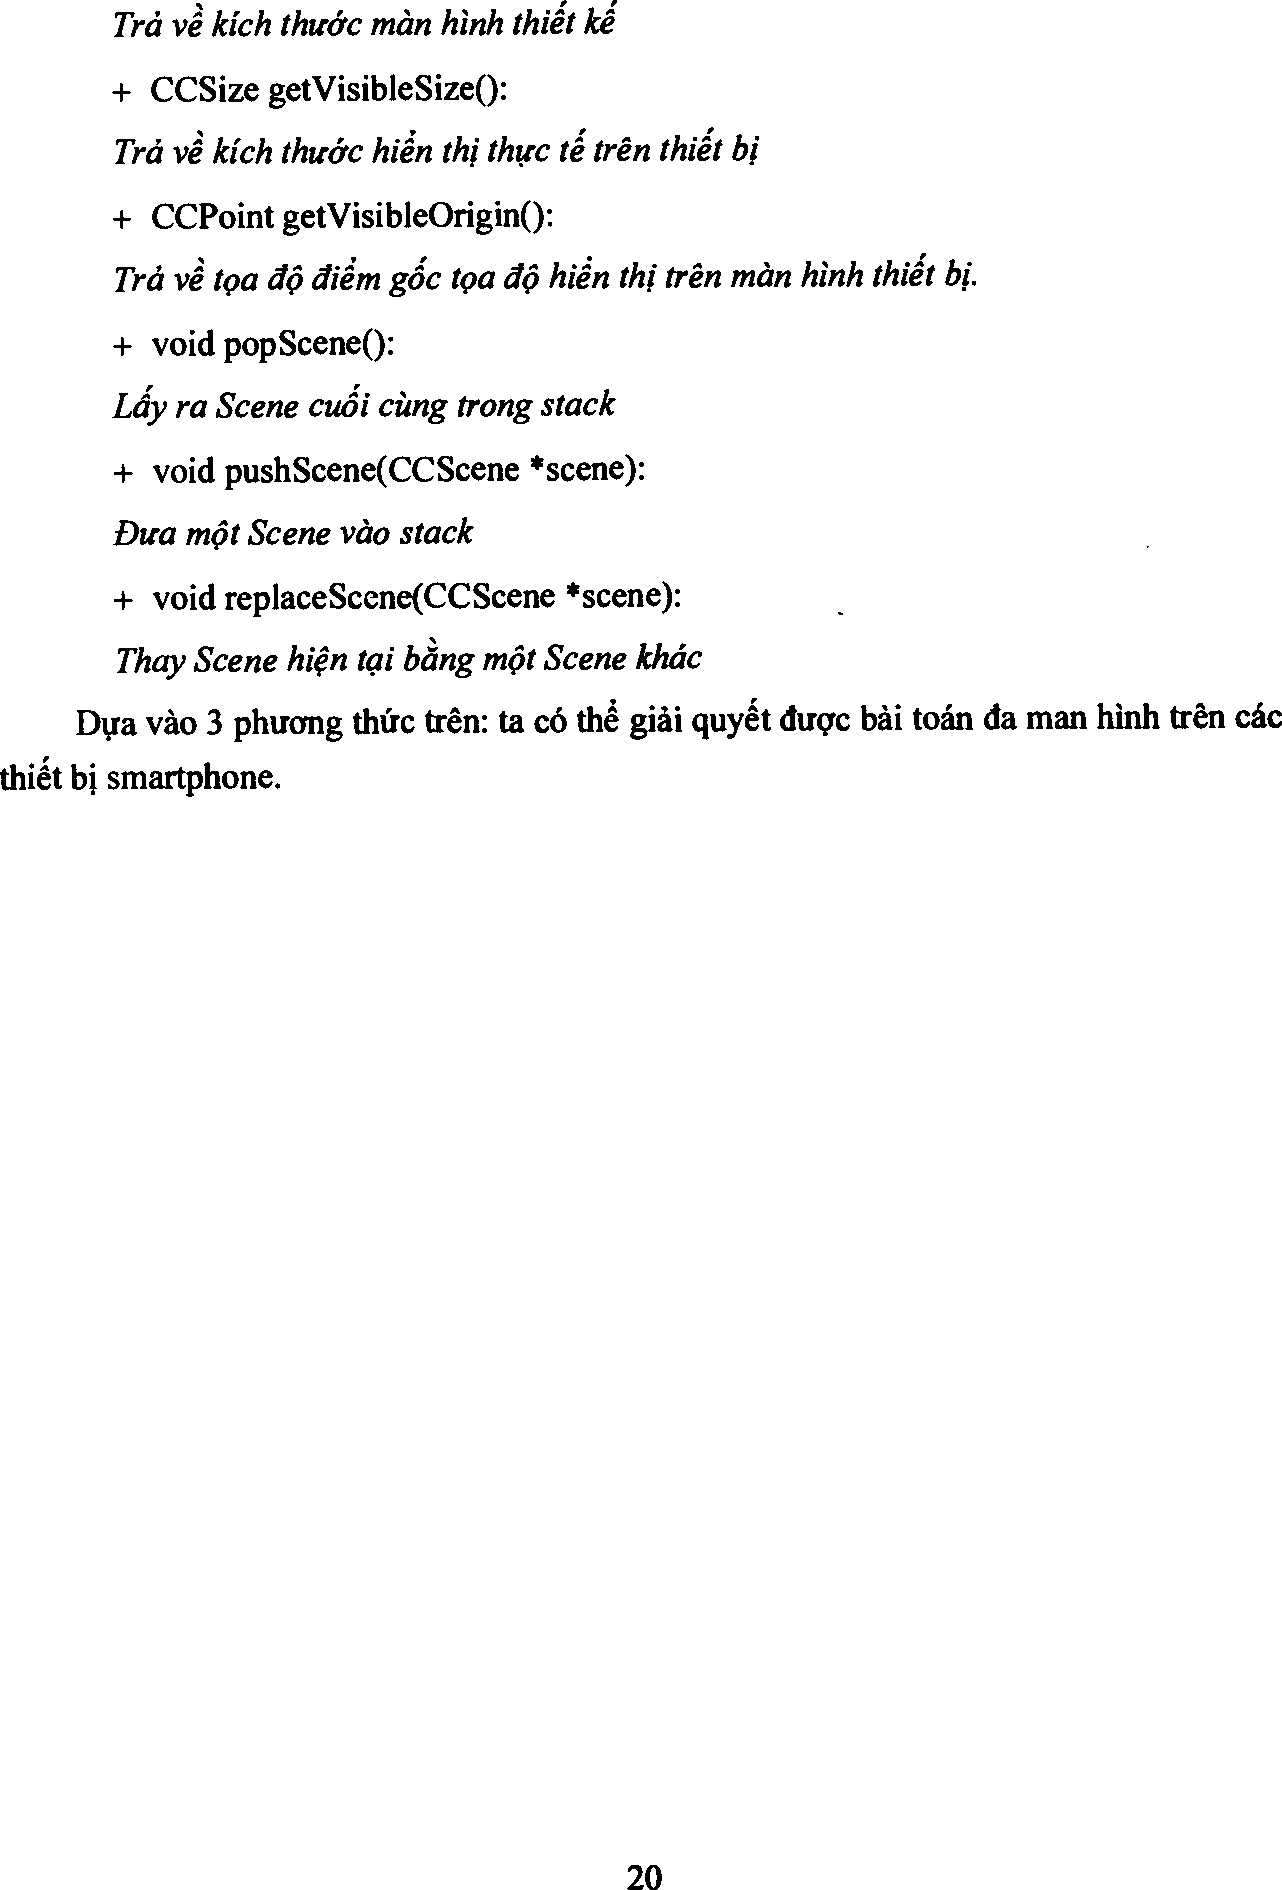 Trả về kích thước màn hình thiết kế
+ CCSize getVisibleSize():
Trả về kích thước hiển thị thực tế trên thiết bị
+ CCPoint getVisibleOrigin():
Trả về tọa độ điểm gốc tọa độ hiển thị trên màn hình thiết bị.
+ void popScene():
Lấy ra Scene cuối cùng trong stack
+ void pushScene(CCScene *scene):
Đưa một Scene vào stack
+ void replaceScene(CCScene *scene):
Thay Scene hiện tại bằng một Scene khác
Dựa vào 3 phương thức trên: ta có thể giải quyết được bài toán đa man hình trên các
thiết bị smartphone.
20